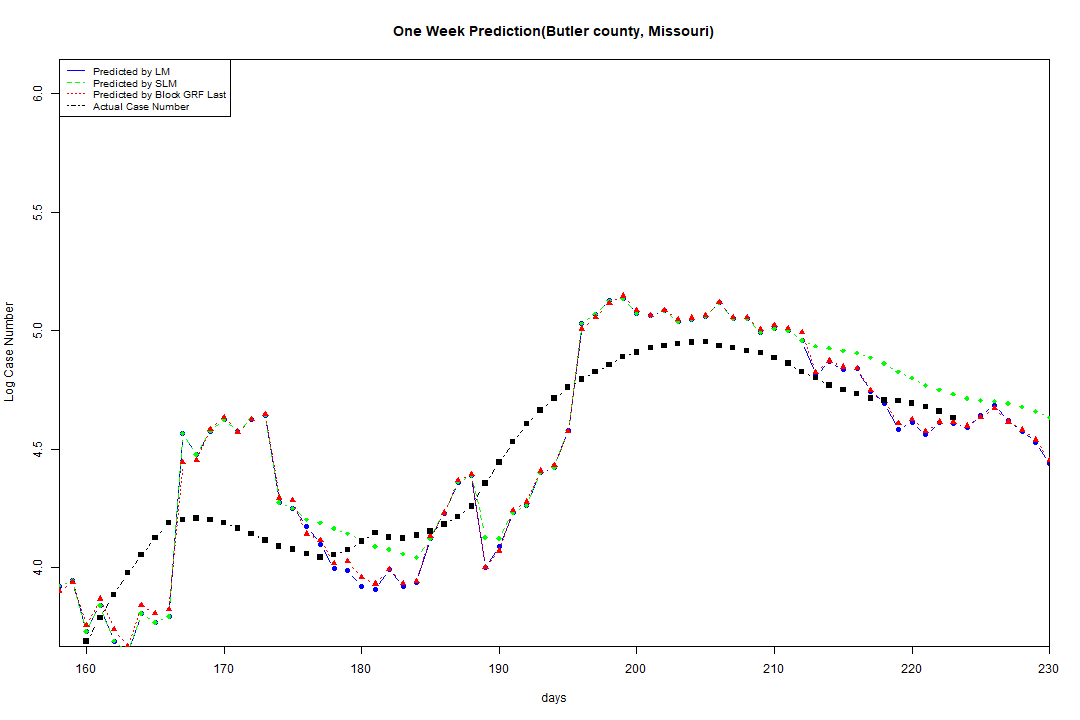 One Week Prediction(Butler county, Missouri)
Predicted by LM
Predicted by SLM
Predicted by Block GRF Last
Actual Case Number
6.0
5.5
5.0
4.5
4.0
Log Case Number
160 170 180 190 200 210 220 230
days